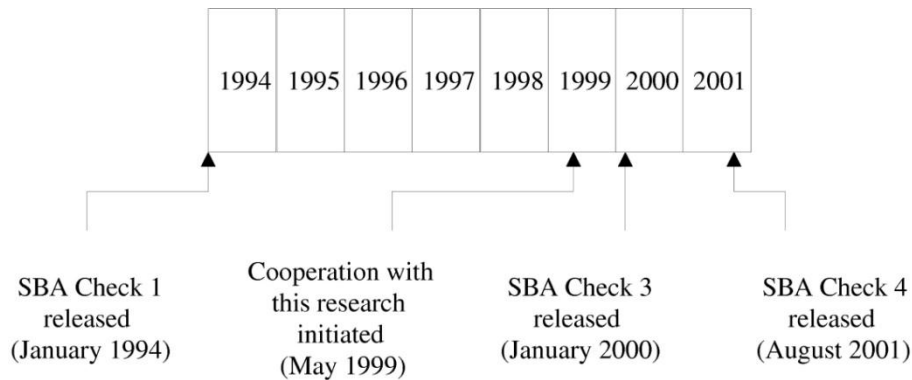 1994 1995 1996 1997 1998 1999 2000 2001
SBA Check 1
released
(January 1994)
Cooperation with
this research
initiated
(May 1999)
SBA Check 3
released
(January 2000)
SBA Check 4
released
(August 2001)